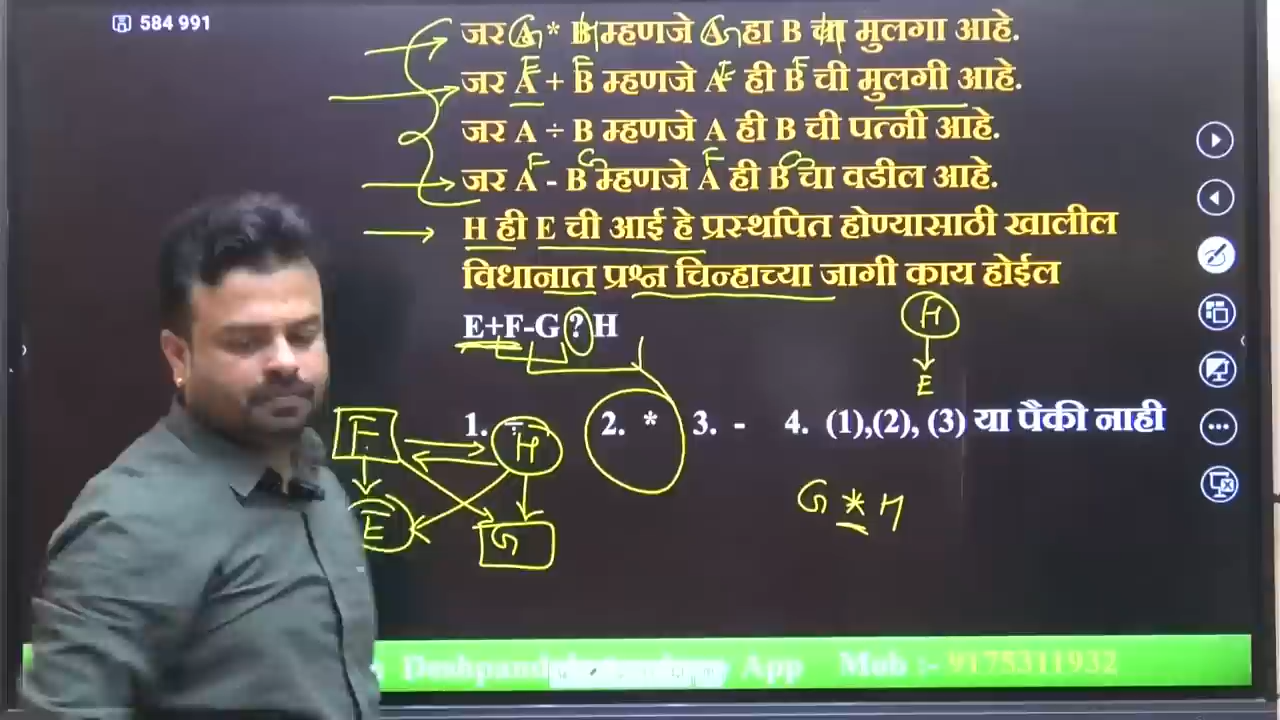 584 991
जर A * B म्हणजे A हा B चा मुलगा आहे.
जर A + B म्हणजे A ही B ची मुलगी आहे.
जर A ÷ B म्हणजे A ही B ची पत्नी आहे.
जर A - B म्हणजे A ही B चा वडील आहे.
H ही E ची आई हे प्रस्थपित होण्यासाठी खालील
विधानात प्रश्न चिन्हाच्या जागी काय होईल
E+F-G ? H
H
E
1. ÷ 2. * 3. - 4. (1),(2), (3) या पैकी नाही
F H
E G
G * H
App Mob :- 9175311932